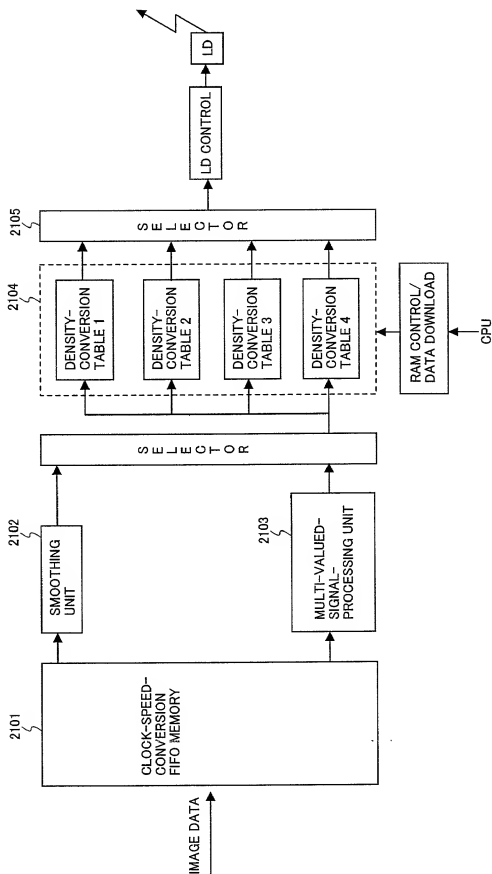 IMAGE DATA
2101
CLOCK-SPEED-
CONVERSION
FIFO MEMORY
2102
SMOOTHING
UNIT
2103
MULTI-VALUED-
SIGNAL-
PROCESSING UNIT
SELECTOR
2104
DENSITY-
CONVERSION
TABLE 1
DENSITY-
CONVERSION
TABLE 2
DENSITY-
CONVERSION
TABLE 3
DENSITY-
CONVERSION
TABLE 4
RAM CONTROL/
DATA DOWNLOAD
CPU
2105
SELECTOR
LD CONTROL
LD